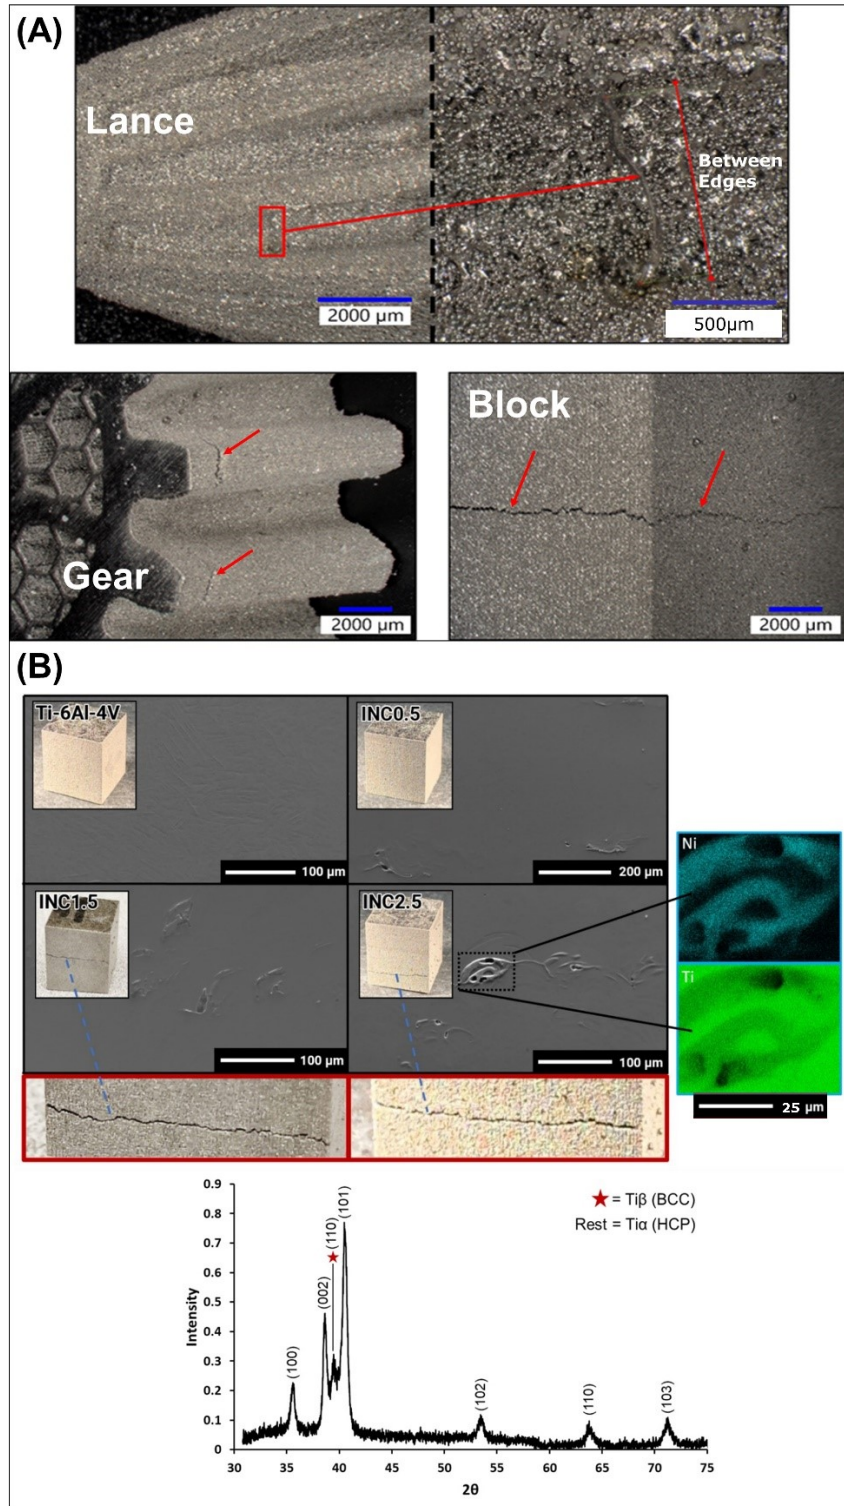 (A)
Lance
Between
Edges
2000 µm
500µm
Gear
2000 µm
Block
2000 µm
(B)
Ti-6Al-4V
100 µm
INC0.5
200 µm
INC1.5
100 µm
INC2.5
100 µm
Ni
Ti
25 µm
★ = Tiβ (BCC)
Rest = Tiα (HCP)
Intensity
0.9
0.8
0.7
0.6
0.5
0.4
0.3
0.2
0.1
0
(100)
(002)
(110)
(101)
(102)
(110)
(103)
30 35 40 45 50 55 60 65 70 75
2θ